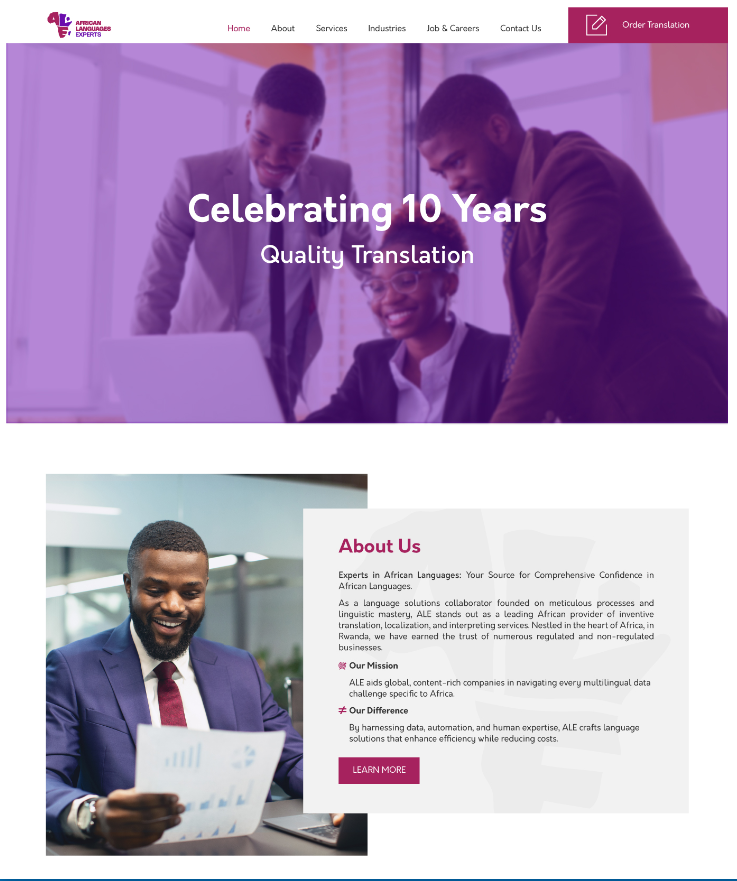 AFRICAN
LANGUAGES
EXPERTS
Home About Services Industries Job & Careers Contact Us Order Translation
Celebrating 10 Years
Quality Translation
About Us
Experts in African Languages: Your Source for Comprehensive Confidence in
African Languages.
As a language solutions collaborator founded on meticulous processes and
linguistic mastery, ALE stands out as a leading African provider of inventive
translation, localization, and interpreting services. Nestled in the heart of Africa, in
Rwanda, we have earned the trust of numerous regulated and non-regulated
businesses.
Our Mission
ALE aids global, content-rich companies in navigating every multilingual data
challenge specific to Africa.
Our Difference
By harnessing data, automation, and human expertise, ALE crafts language
solutions that enhance efficiency while reducing costs.
LEARN MORE